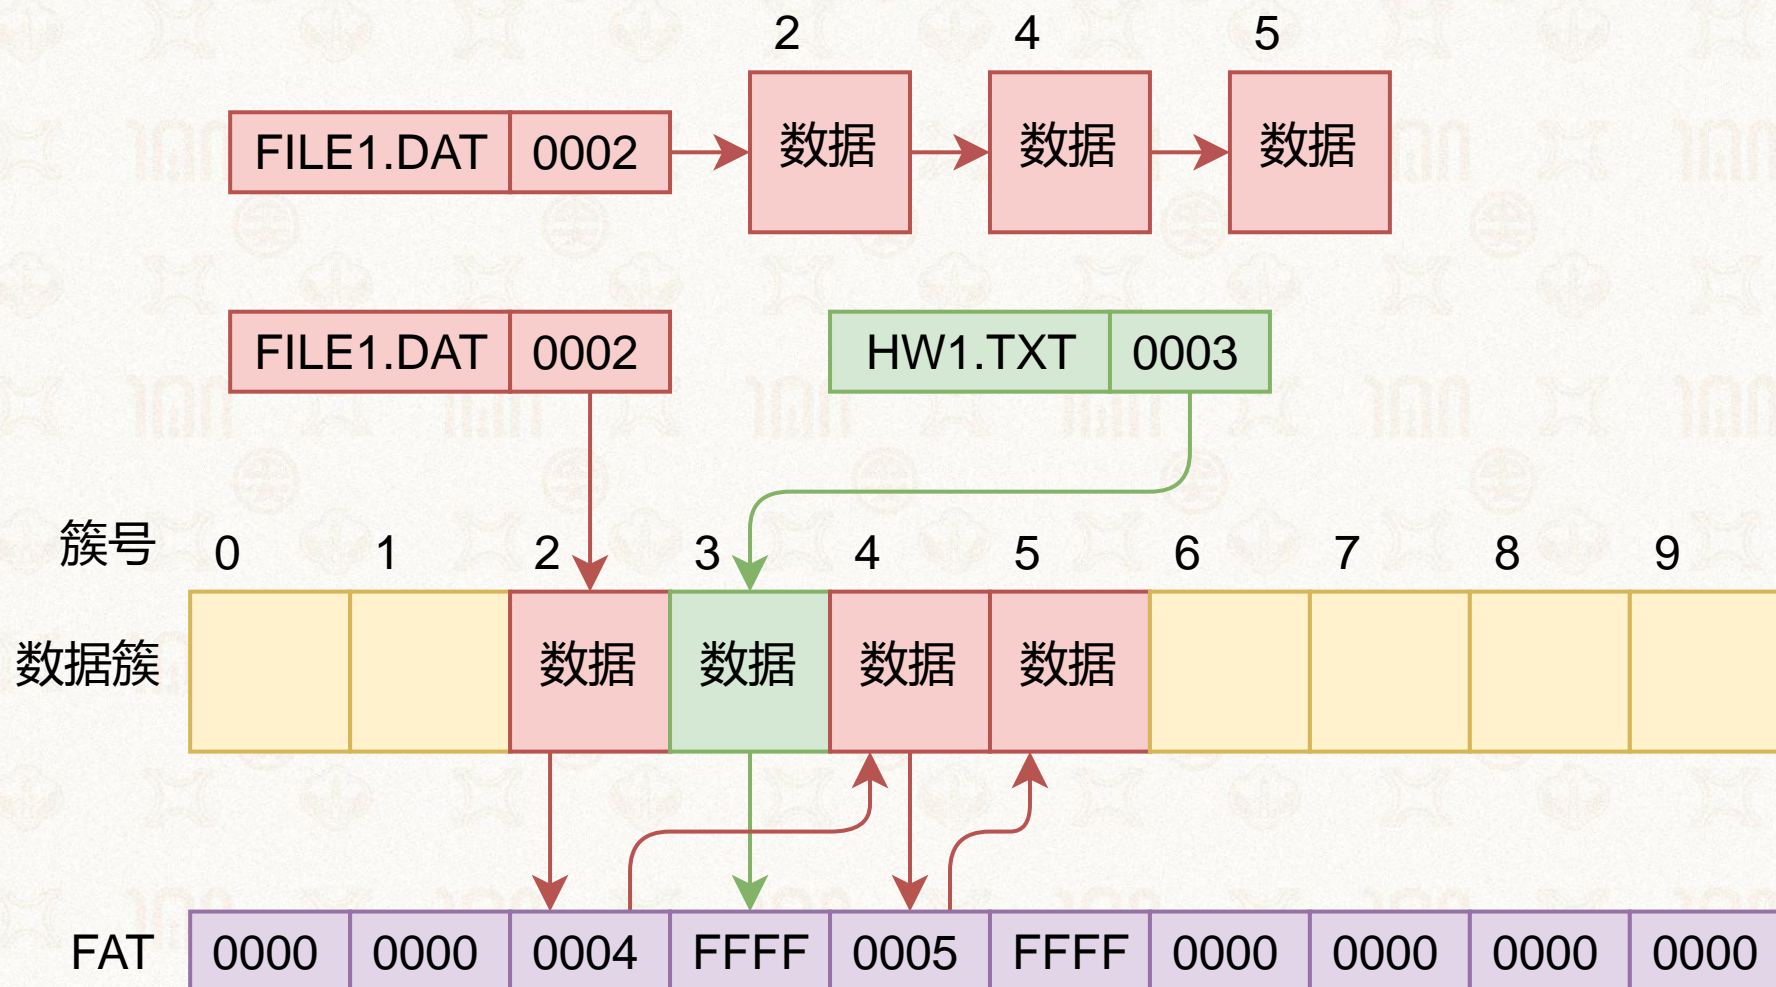 2 4 5
FILE1.DAT 0002 数据 数据 数据
FILE1.DAT 0002 HW1.TXT 0003
簇号 0 1 2 3 4 5 6 7 8 9
数据簇 数据 数据 数据 数据
FAT 0000 0000 0004 FFFF 0005 FFFF 0000 0000 0000 0000